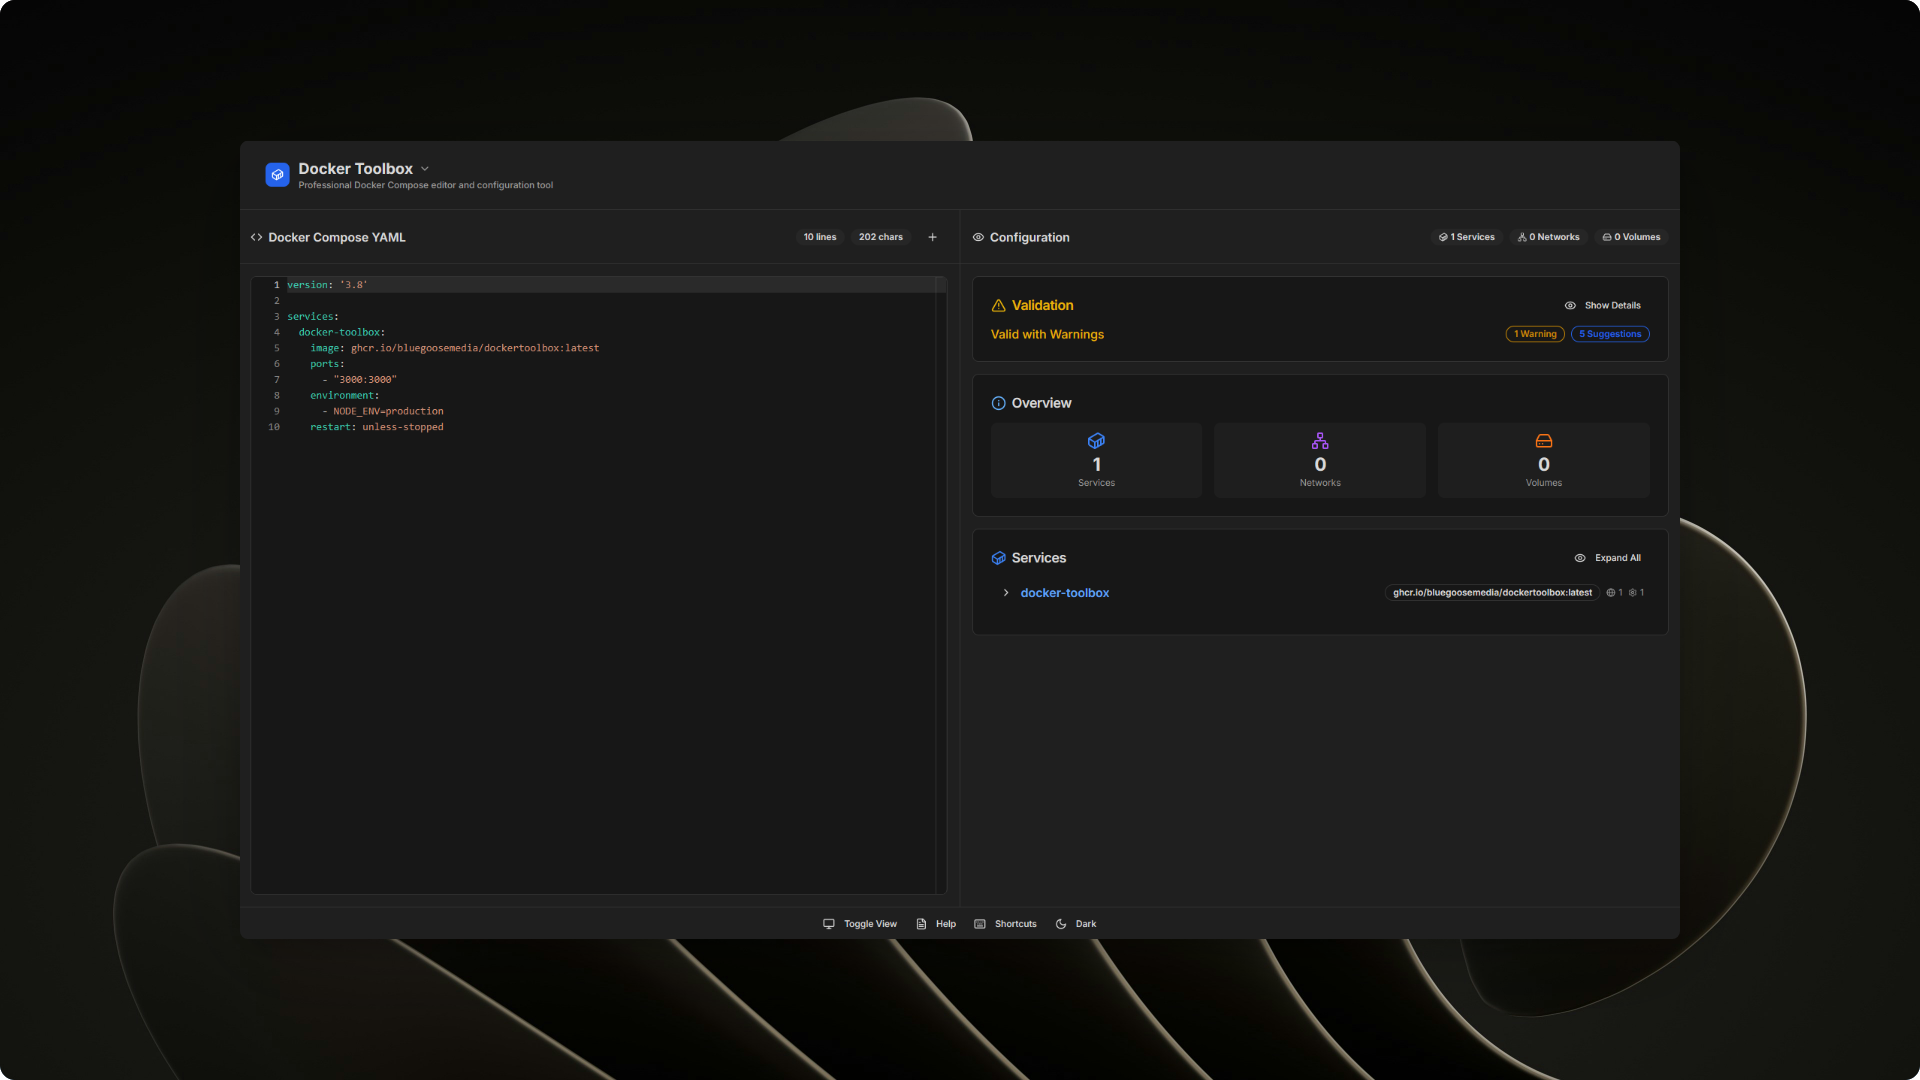 Docker Toolbox
Professional Docker Compose editor and configuration tool
Docker Compose YAML
10 lines
202 chars
1 version: '3.8'
2
3 services:
4   docker-toolbox:
5     image: ghcr.io/bluegoosemedia/dockertoolbox:latest
6     ports:
7       - "3000:3000"
8     environment:
9       - NODE_ENV=production
10     restart: unless-stopped
Configuration
1 Services
0 Networks
0 Volumes
Validation
Show Details
Valid with Warnings
1 Warning
5 Suggestions
Overview
1
Services
0
Networks
0
Volumes
Services
Expand All
docker-toolbox
ghcr.io/bluegoosemedia/dockertoolbox:latest
1
1
Toggle View
Help
Shortcuts
Dark